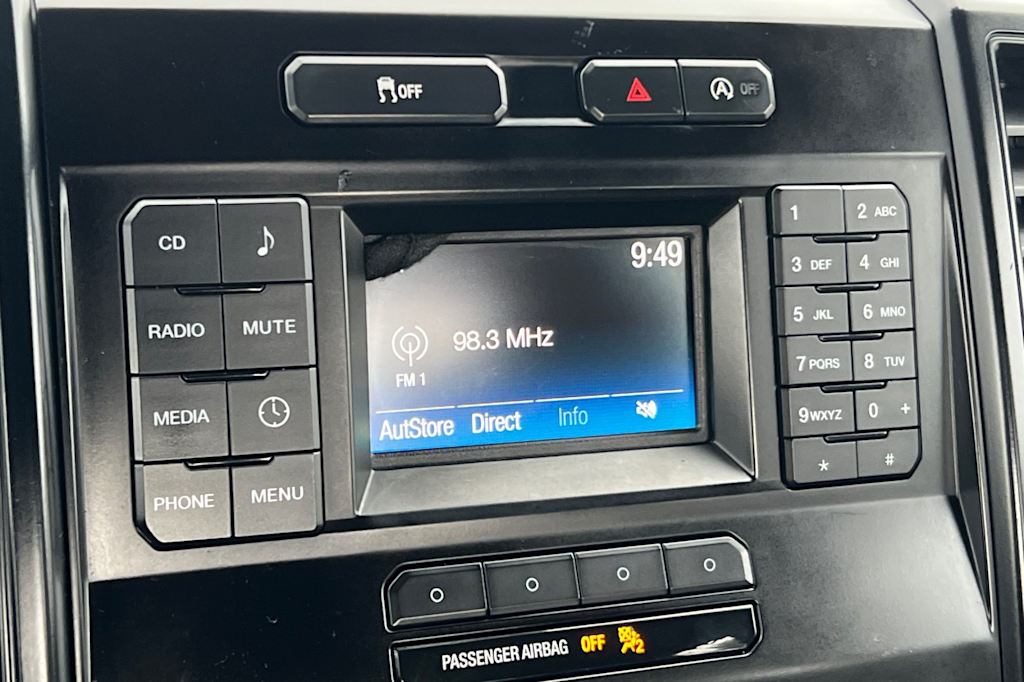 OFF
A OFF
CD
RADIO MUTE
MEDIA
PHONE MENU
9:49
98.3 MHz
FM 1
AutStore Direct Info
1 2 ABC
3 DEF 4 GHI
5 JKL 6 MNO
7 PQRS 8 TUV
9 WXYZ 0 +
* #
PASSENGER AIRBAG OFF 2